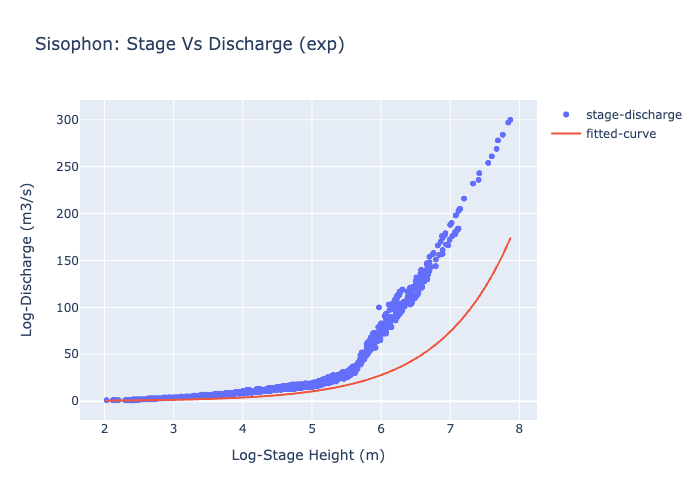 Sisophon: Stage Vs Discharge (exp)
stage-discharge
fitted-curve
300
250
200
150
100
50
0
2 3 4 5 6 7 8
Log-Stage Height (m)
Log-Discharge (m3/s)